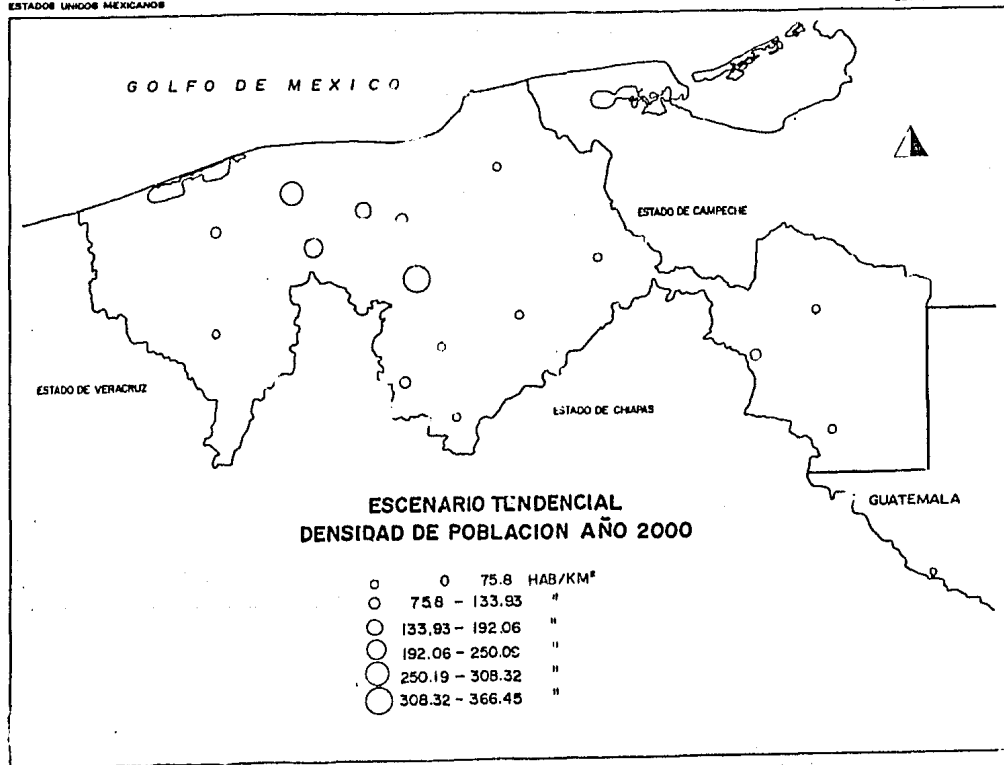 ESTADOS UNIDOS MEXICANOS
GOLFO DE MEXICO
ESTADO DE CAMPECHE
ESTADO DE VERACRUZ
ESTADO DE CHIAPAS
GUATEMALA
ESCENARIO TENDENCIAL
DENSIDAD DE POBLACION AÑO 2000
0 75.8 HAB/KM²
75.8 - 133.93 "
133.93 - 192.06 "
192.06 - 250.09 "
250.19 - 308.32 "
308.32 - 366.45 "